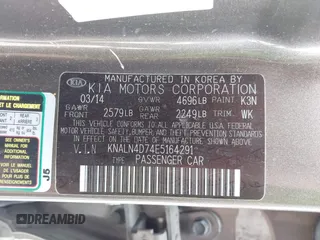 MANUFACTURED IN KOREA BY
KIA MOTORS CORPORATION
03/14 GVWR 4696LB PAINT K3N
GAWR FRONT 2579LB GAWR REAR 2249LB TRIM WK
THIS VEHICLE CONFORMS TO ALL APPLICABLE
FEDERAL MOTOR VEHICLE SAFETY, BUMPER, AND
THEFT PREVENTION STANDARDS IN EFFECT ON
THE DATE OF MANUFACTURE SHOWN ABOVE.
V.I.N KNALN4D74E5164291
PASSENGER CAR
J5
DREAMBID